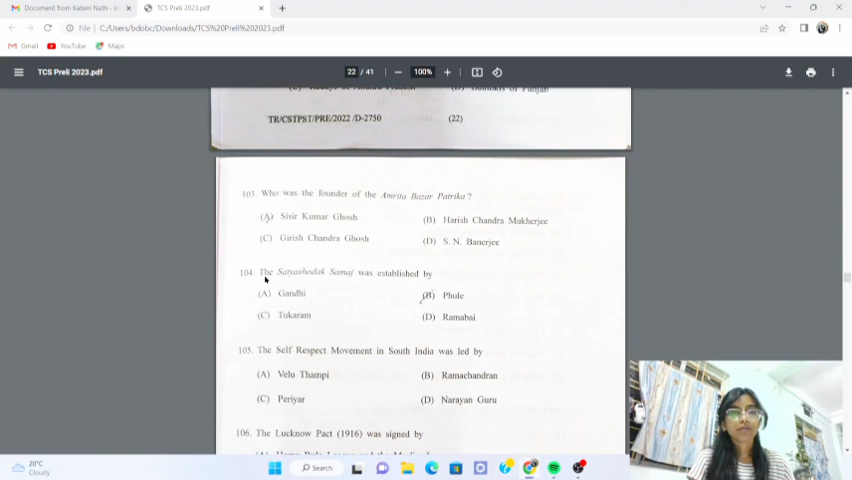 Document from Kaberi Nath - in
TCS Preli 2023.pdf
File C:/Users/bdobc/Downloads/TCS%20Preli%202023.pdf
Gmail YouTube Maps
TCS Preli 2023.pdf 22 / 41 100%
TR/CSTPST/PRE/2022 /D-2750 (22)
103. Who was the founder of the Amrita Bazar Patrika ?
(A) Sisir Kumar Ghosh (B) Harish Chandra Mukherjee
(C) Girish Chandra Ghosh (D) S. N. Banerjee
104. The Satyashodak Samaj was established by
(A) Gandhi (B) Phule
(C) Tukaram (D) Ramabai
105. The Self Respect Movement in South India was led by
(A) Velu Thampi (B) Ramachandran
(C) Periyar (D) Narayan Guru
106. The Lucknow Pact (1916) was signed by
20°C
Cloudy
Search